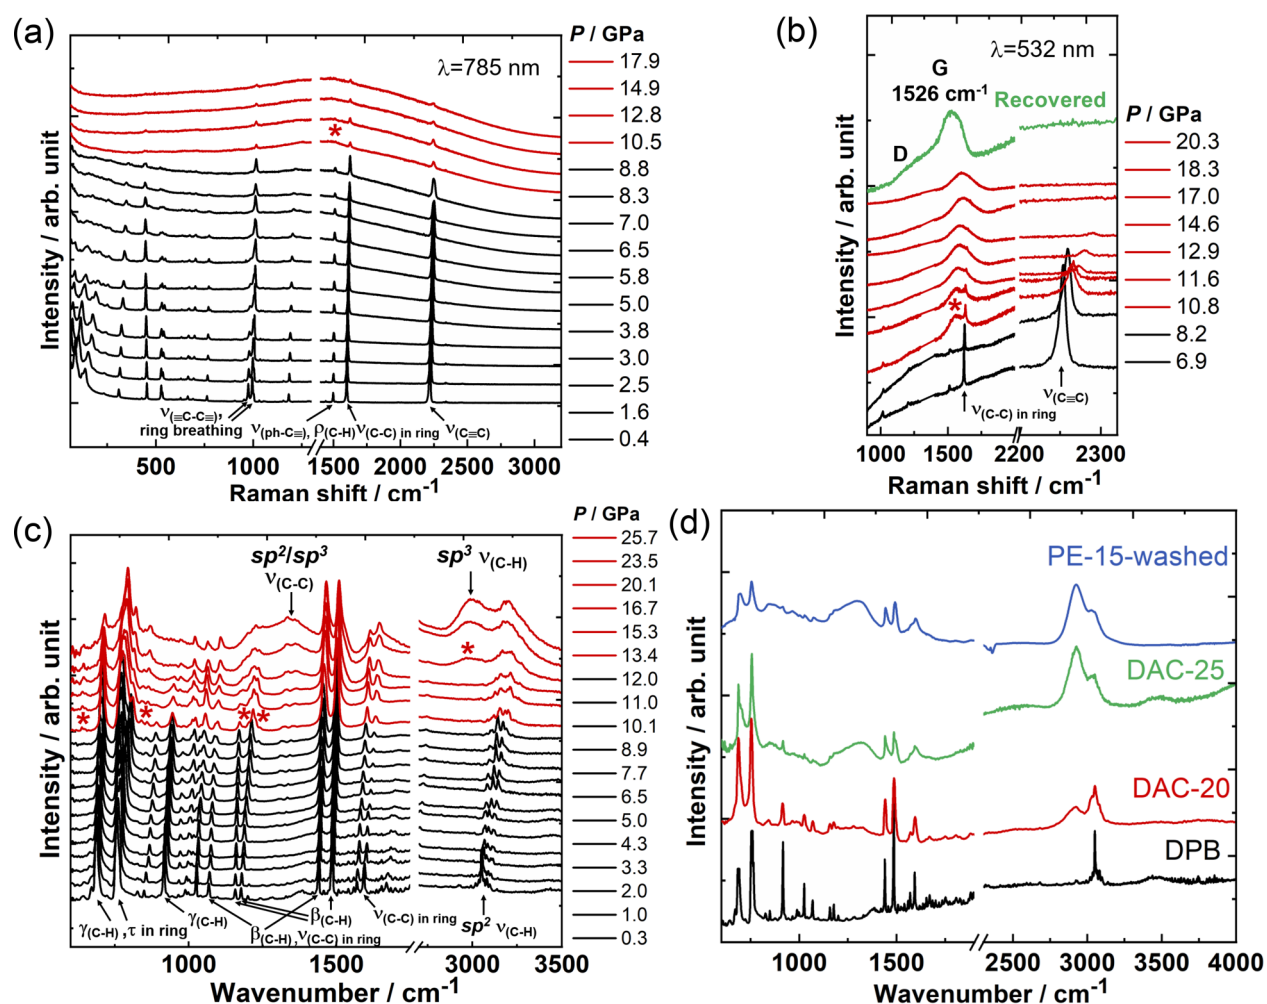 (a)
P / GPa
λ=785 nm
17.9
14.9
12.8
10.5
8.8
8.3
7.0
6.5
5.8
5.0
3.8
3.0
2.5
1.6
0.4
*
Intensity / arb. unit
ν(≡C-C≡),
ring breathing
ν(ph-C≡), ρ(C-H)
ν(C-C) in ring
ν(C≡C)
500 1000 1500 2000 2500 3000
Raman shift / cm-1
(b)
λ=532 nm
G
1526 cm-1
Recovered
D
P / GPa
20.3
18.3
17.0
14.6
12.9
11.6
10.8
8.2
6.9
*
Intensity / arb. unit
ν(C≡C)
ν(C-C) in ring
1000 1500 2200 2300
Raman shift / cm-1
(c)
P / GPa
25.7
23.5
20.1
16.7
15.3
13.4
12.0
11.0
10.1
8.9
7.7
6.5
5.0
4.3
3.3
2.0
1.0
0.3
sp2/sp3
ν(C-C)
sp3 ν(C-H)
*
* * * *
Intensity / arb. unit
γ(C-H) , τ in ring
γ(C-H)
β(C-H)
β(C-H), ν(C-C) in ring
ν(C-C) in ring
sp2 ν(C-H)
1000 1500 3000 3500
Wavenumber / cm-1
(d)
PE-15-washed
DAC-25
DAC-20
DPB
Intensity / arb. unit
1000 1500 2500 3000 3500 4000
Wavenumber / cm-1